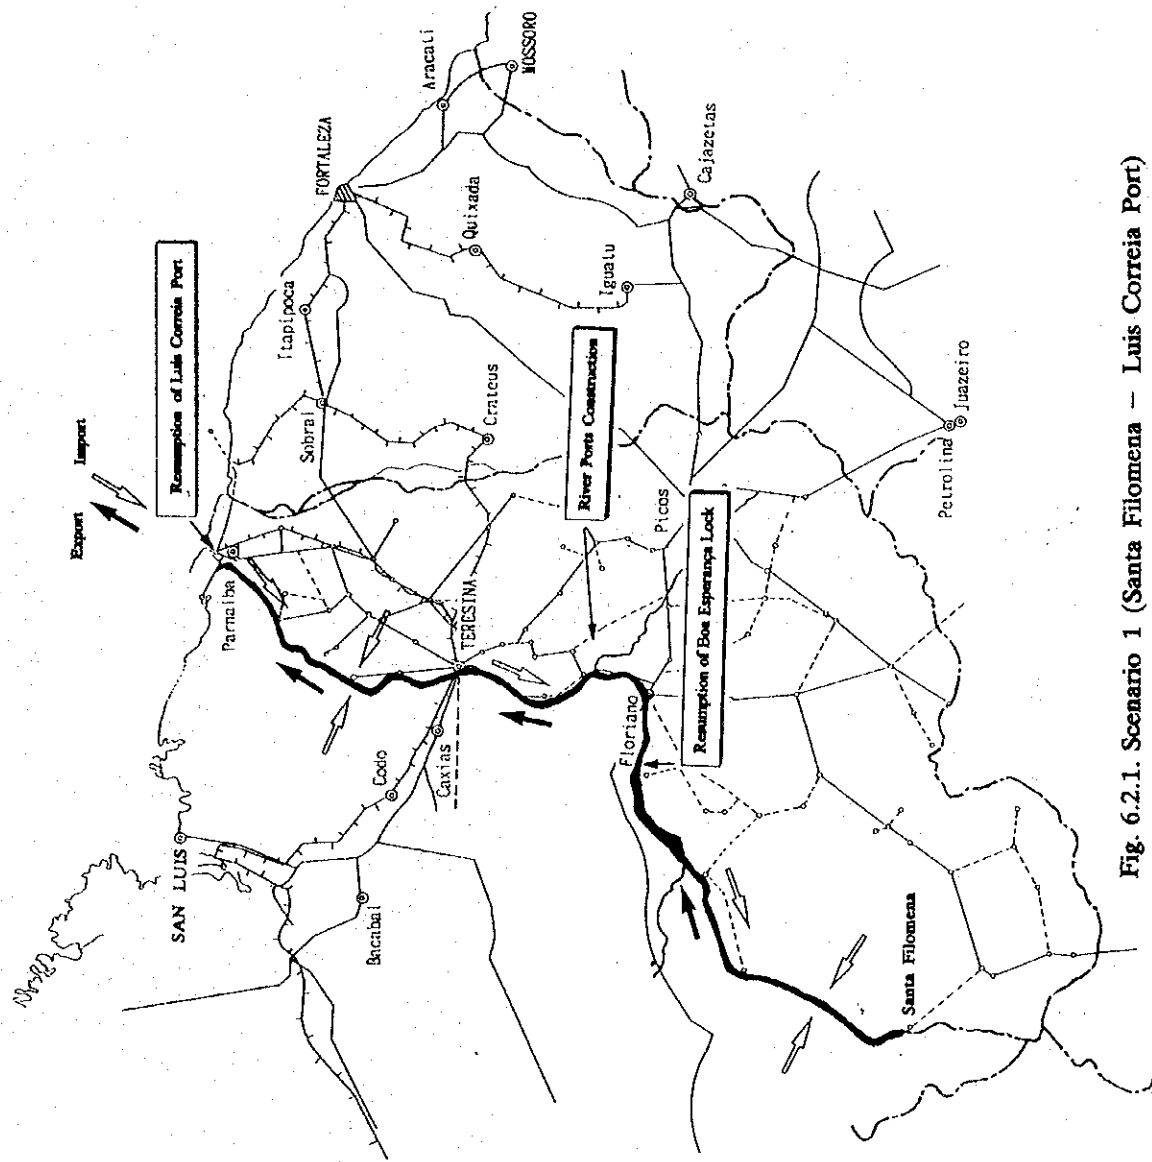 Export
Import
Resumption of Luis Correia Port
SAN LUIS
Parnaiba
FORTALEZA
Itapipoca
Aracati
MOSSORO
Sobral
Quixada
Crateus
Codo
Caxias
Bacabal
TERESINA
Iguatu
River Ports Construction
Cajazetas
Picos
Floriano
Resumption of Boa Esperança Lock
Petrolina
Juazeiro
Santa Filomena
Fig. 6.2.1. Scenario 1 (Santa Filomena — Luis Correia Port)